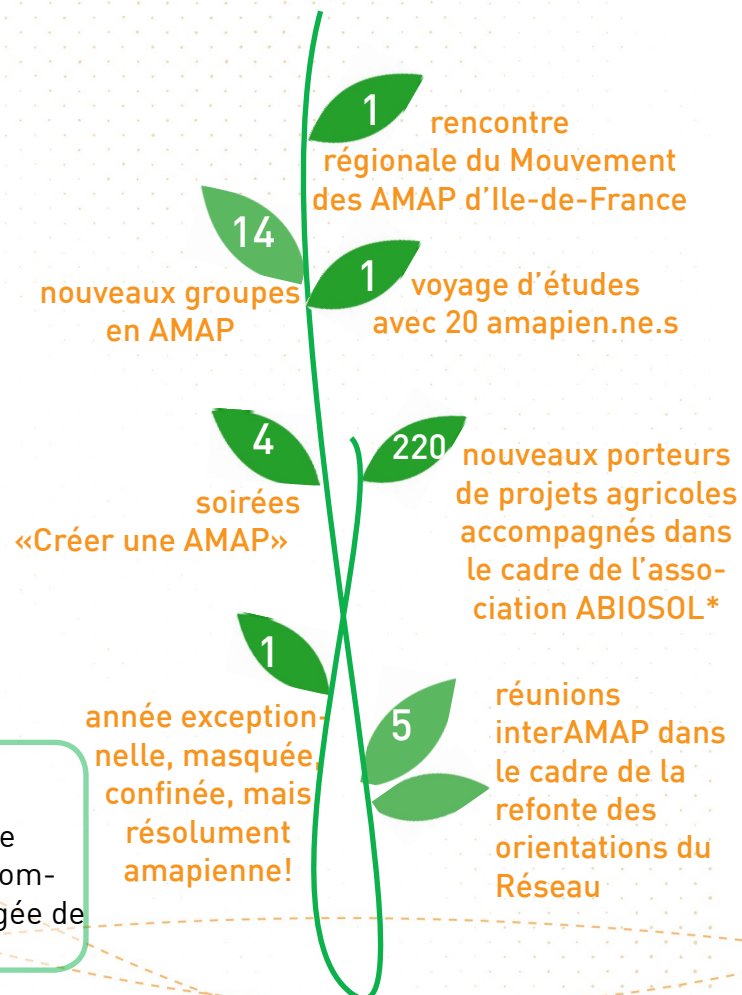 1
rencontre
régionale du Mouvement
des AMAP d'Ile-de-France
14
nouveaux groupes
en AMAP
1
voyage d'études
avec 20 amapien.ne.s
4
soirées
«Créer une AMAP»
220
nouveaux porteurs
de projets agricoles
accompagnés dans
le cadre de l'asso-
ciation ABIOSOL*
1
année exception-
nelle, masquée,
confinée, mais
résolument
amapienne!
5
réunions
interAMAP dans
le cadre de la
refonte des
orientations du
Réseau
e
om-
gée de